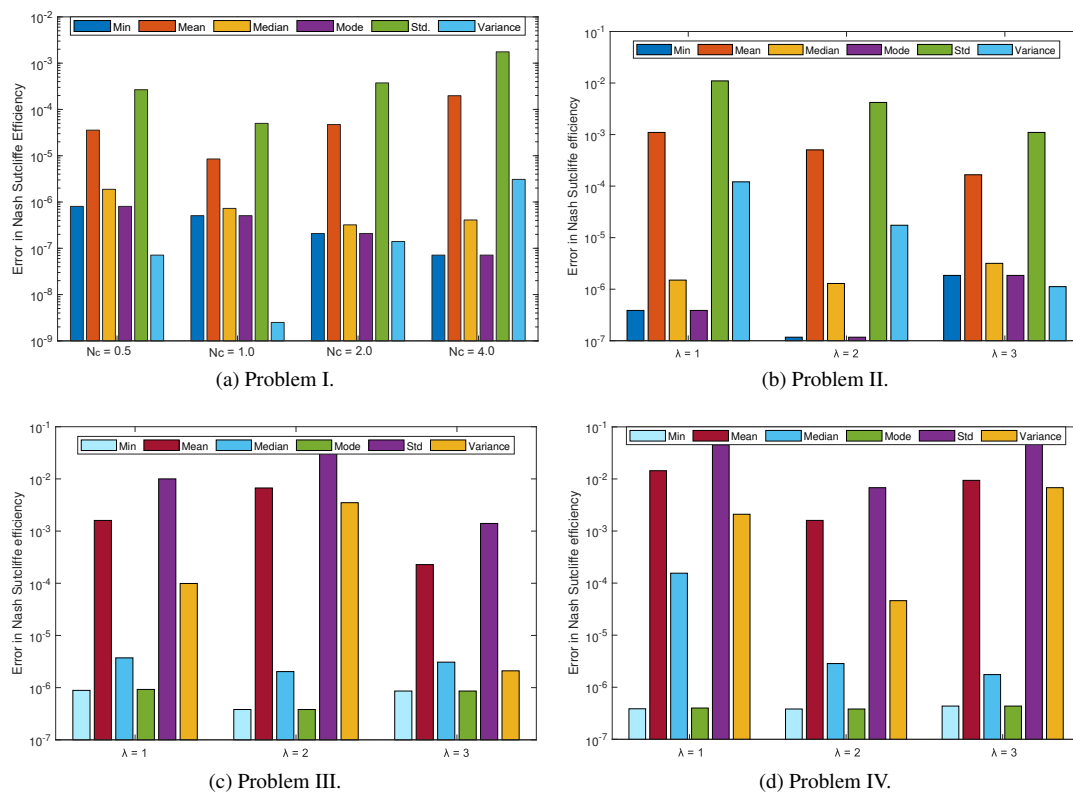 Min Mean Median Mode Std. Variance
Error in Nash Sutcliffe Efficiency
10^-2
10^-3
10^-4
10^-5
10^-6
10^-7
10^-8
10^-9
Nc = 0.5 Nc = 1.0 Nc = 2.0 Nc = 4.0
(a) Problem I.
Min Mean Median Mode Std Variance
Error in Nash Sutcliffe efficiency
10^-1
10^-2
10^-3
10^-4
10^-5
10^-6
10^-7
λ = 1 λ = 2 λ = 3
(b) Problem II.
Min Mean Median Mode Std Variance
Error in Nash Sutcliffe efficiency
10^-1
10^-2
10^-3
10^-4
10^-5
10^-6
10^-7
λ = 1 λ = 2 λ = 3
(c) Problem III.
Min Mean Median Mode Std Variance
Error in Nash Sutcliffe efficiency
10^-1
10^-2
10^-3
10^-4
10^-5
10^-6
10^-7
λ = 1 λ = 2 λ = 3
(d) Problem IV.